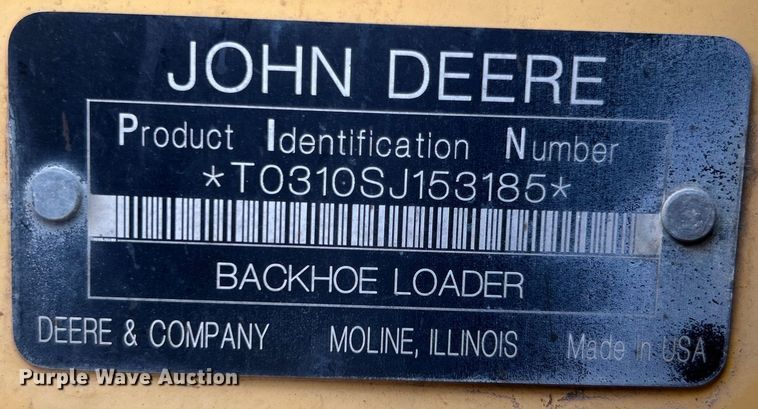 JOHN DEERE
Product Identification Number
*T0310SJ153185*
BACKHOE LOADER
DEERE & COMPANY MOLINE, ILLINOIS Made in USA
Purple Wave Auction